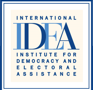 INTERNATIONAL
IDEA
INSTITUTE FOR
DEMOCRACY AND
ELECTORAL
ASSISTANCE